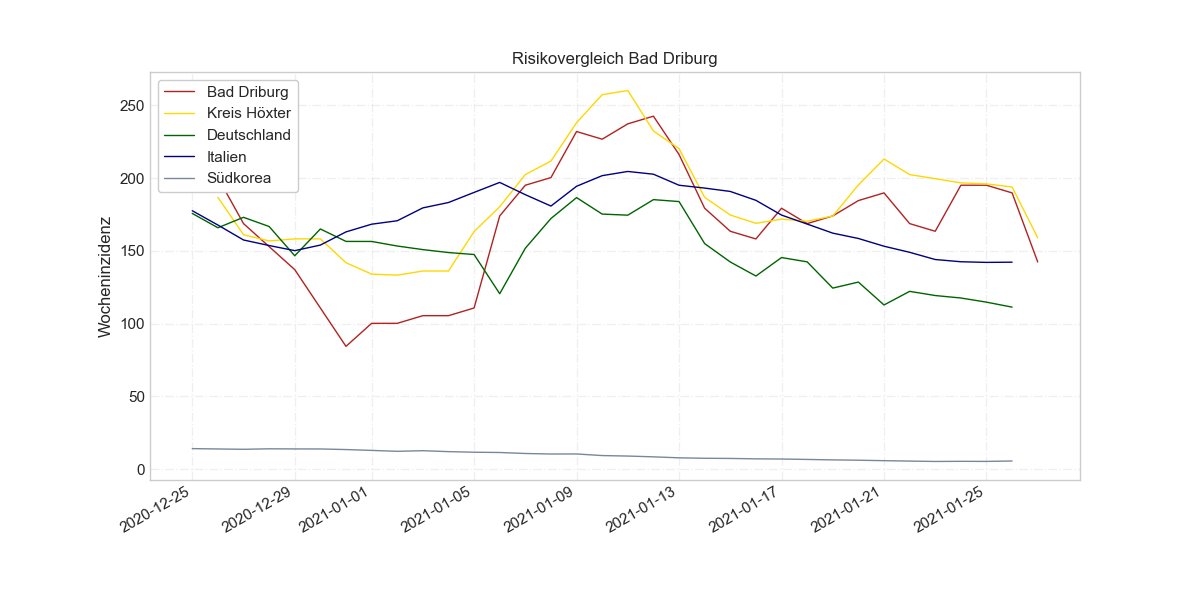 Risikovergleich Bad Driburg
Bad Driburg
Kreis Höxter
Deutschland
Italien
Südkorea
Wocheninzidenz
250
200
150
100
50
0
2020-12-25
2020-12-29
2021-01-01
2021-01-05
2021-01-09
2021-01-13
2021-01-17
2021-01-21
2021-01-25